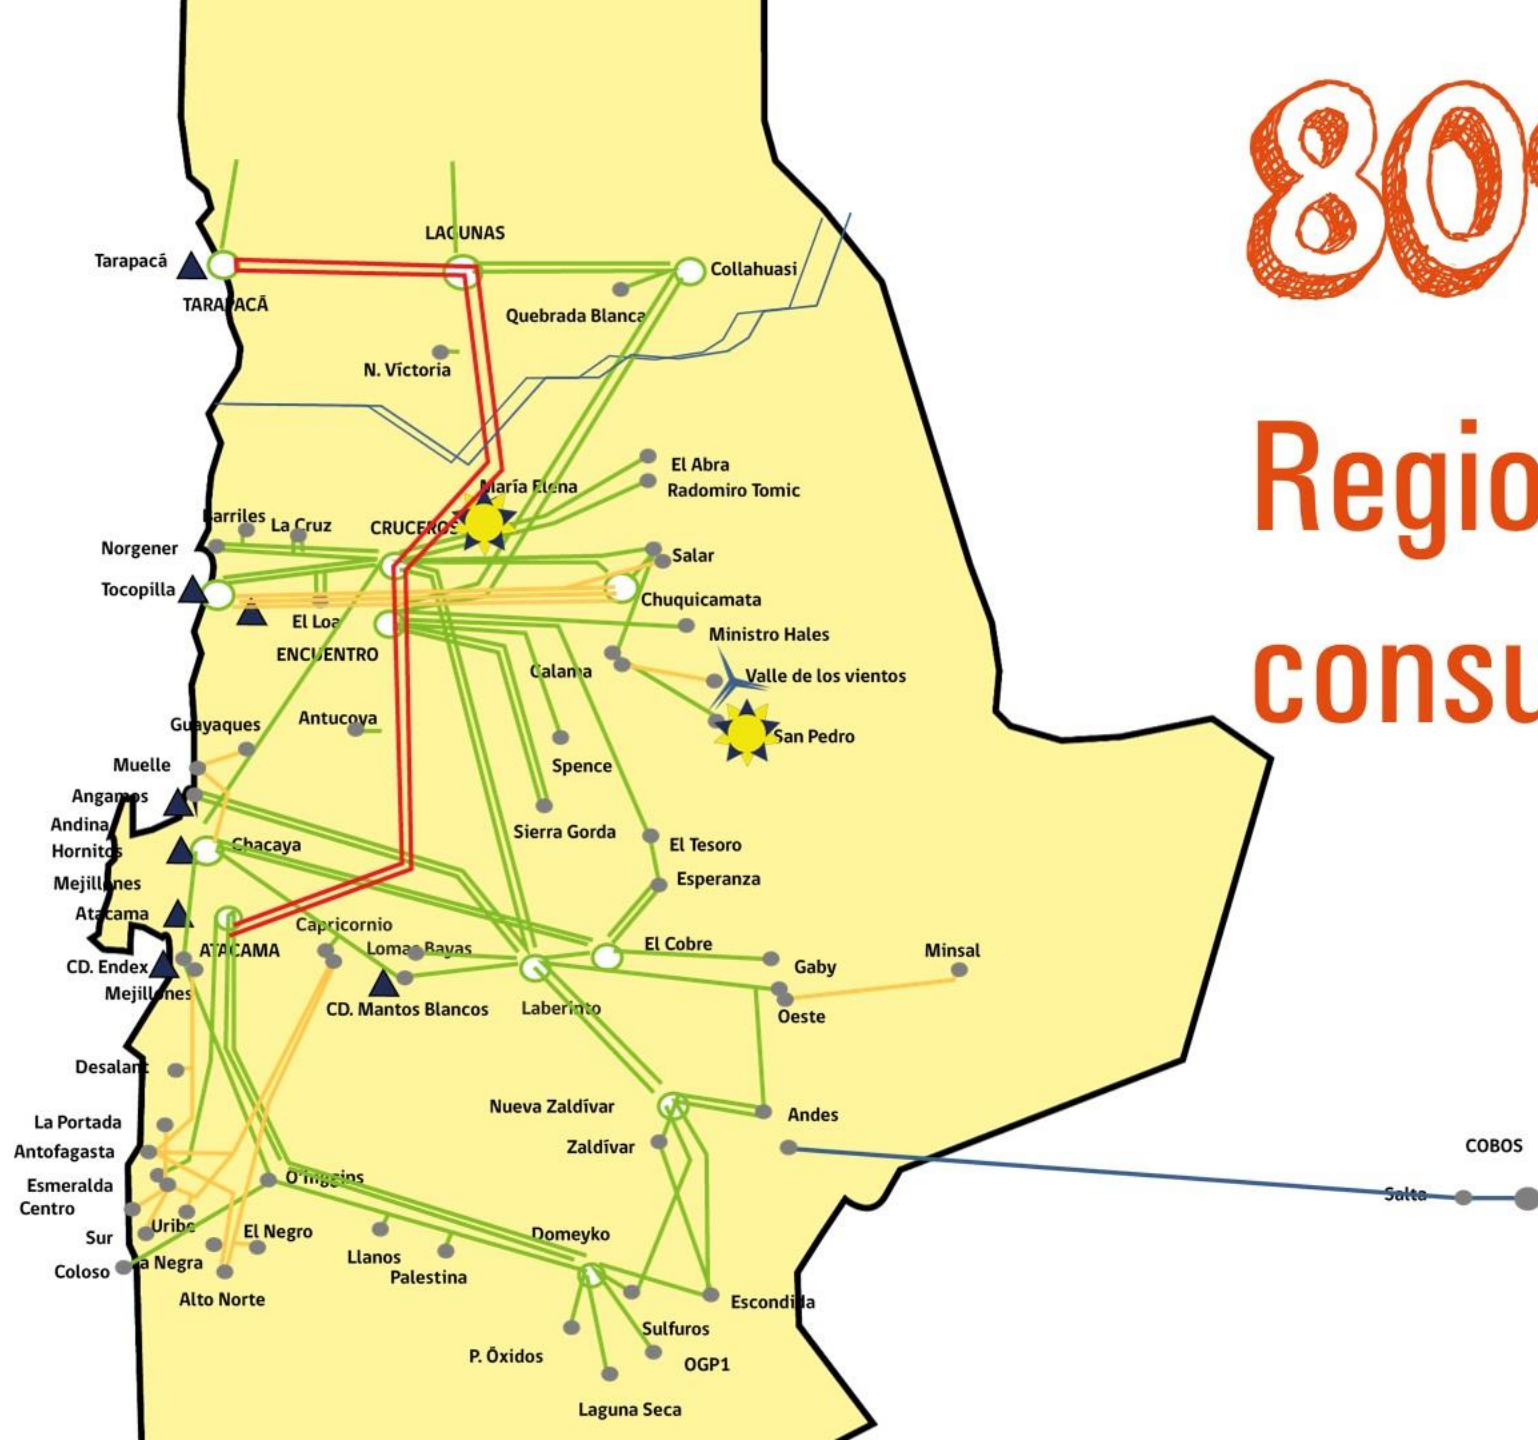 80
Regio
consu
LAGUNAS
Tarapacá
Collahuasi
TARAPACÁ
Quebrada Blanca
N. Víctoria
El Abra
María Elena
Radomiro Tomic
Barriles
La Cruz
CRUCEROS
Norgener
Salar
Tocopilla
Chuquicamata
El Loa
Ministro Hales
ENCUENTRO
Calama
Valle de los vientos
Antucoya
Guayaques
San Pedro
Muelle
Spence
Angamos
Andina
Sierra Gorda
Chacaya
El Tesoro
Hornitos
Mejillones
Esperanza
Atacama
Capricornio
ATACAMA
Lomas Bayas
El Cobre
Minsal
CD. Endex
Gaby
Mejillones
CD. Mantos Blancos
Laberinto
Oeste
Desalant
Nueva Zaldívar
Andes
La Portada
Zaldívar
COBOS
Antofagasta
O'higgins
Esmeralda
Salta
Centro
Uribe
El Negro
Domeyko
Sur
Llanos
a Negra
Coloso
Palestina
Alto Norte
Escondida
Sulfuros
P. Óxidos
OGP1
Laguna Seca